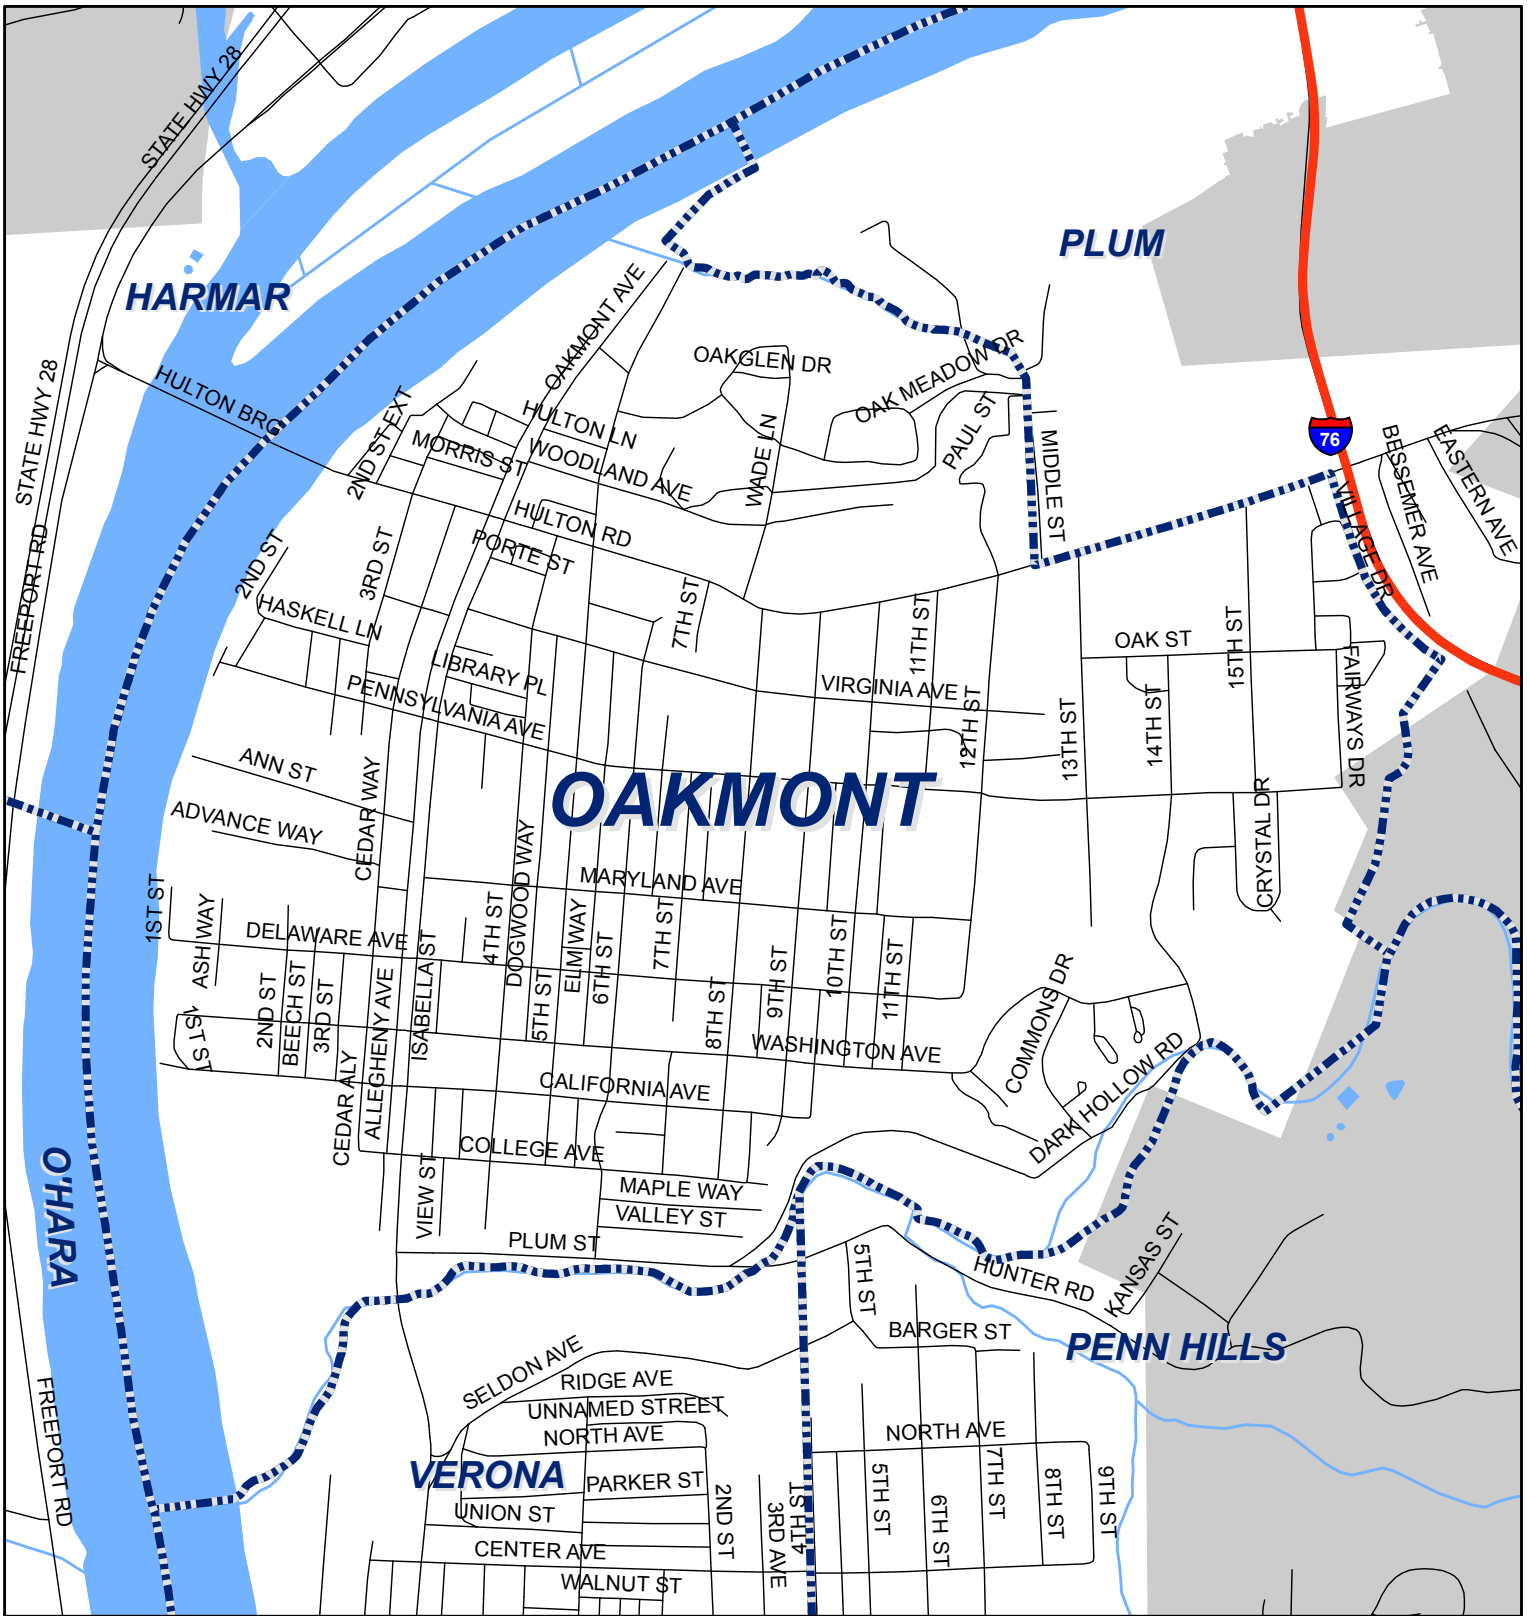 STATE HWY 28
PLUM
HARMAR
OAKMONT AVE
OAKGLEN DR
OAK MEADOW DR
STATE HWY 28
HULTON BRG
2ND ST EXT
HULTON LN
MORRIS ST
WOODLAND AVE
WADE LN
PAUL ST
MIDDLE ST
76
BESSEMER AVE
EASTERN AVE
VILLAGE DR
FREEPORT RD
2ND ST
3RD ST
HULTON RD
PORTE ST
HASKELL LN
7TH ST
11TH ST
OAK ST
15TH ST
FAIRWAYS DR
LIBRARY PL
PENNSYLVANIA AVE
VIRGINIA AVE
12TH ST
13TH ST
14TH ST
ANN ST
OAKMONT
ADVANCE WAY
CEDAR WAY
DOGWOOD WAY
CRYSTAL DR
MARYLAND AVE
1ST ST
ASH WAY
DELAWARE AVE
4TH ST
ELM WAY
6TH ST
7TH ST
10TH ST
11TH ST
9TH ST
2ND ST
BEECH ST
3RD ST
ALLEGHENY AVE
ISABELLA ST
5TH ST
8TH ST
COMMONS DR
1ST ST
WASHINGTON AVE
CEDAR ALY
CALIFORNIA AVE
DARK HOLLOW RD
COLLEGE AVE
O'HARA
VIEW ST
MAPLE WAY
VALLEY ST
PLUM ST
5TH ST
HUNTER RD
KANSAS ST
BARGER ST
PENN HILLS
SELDON AVE
RIDGE AVE
UNNAMED STREET
NORTH AVE
NORTH AVE
FREEPORT RD
VERONA
PARKER ST
UNION ST
2ND ST
3RD AVE
4TH ST
5TH ST
6TH ST
7TH ST
8TH ST
9TH ST
CENTER AVE
WALNUT ST